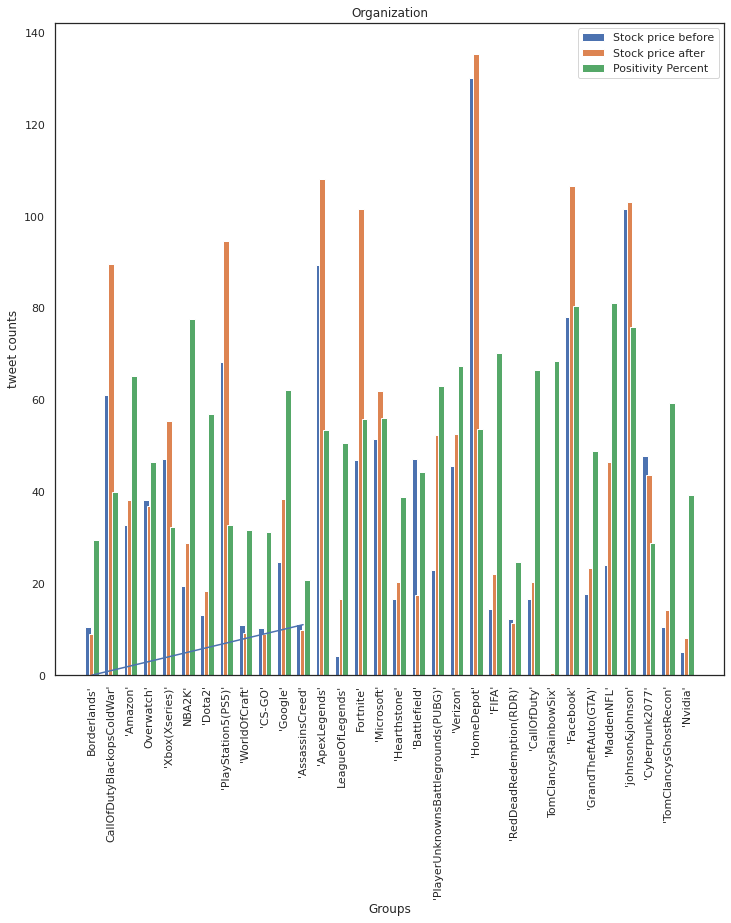 Organization
Stock price before
Stock price after
Positivity Percent
140
120
100
80
60
40
20
0
tweet counts
Borderlands'
CallOfDutyBlackopsColdWar'
'Amazon'
Overwatch'
'Xbox(Xseries)'
NBA2K'
'Dota2'
'PlayStation5(PS5)'
'WorldOfCraft'
'CS-GO'
'Google'
'AssassinsCreed'
'ApexLegends'
LeagueOfLegends'
Fortnite'
'Microsoft'
'Hearthstone'
'Battlefield'
'PlayerUnknownsBattlegrounds(PUBG)'
'Verizon'
'HomeDepot'
'FIFA'
'RedDeadRedemption(RDR)'
'CallOfDuty'
TomClancysRainbowSix'
'Facebook'
'GrandTheftAuto(GTA)'
'MaddenNFL'
'johnson&johnson'
'Cyberpunk2077'
'TomClancysGhostRecon'
'Nvidia'
Groups